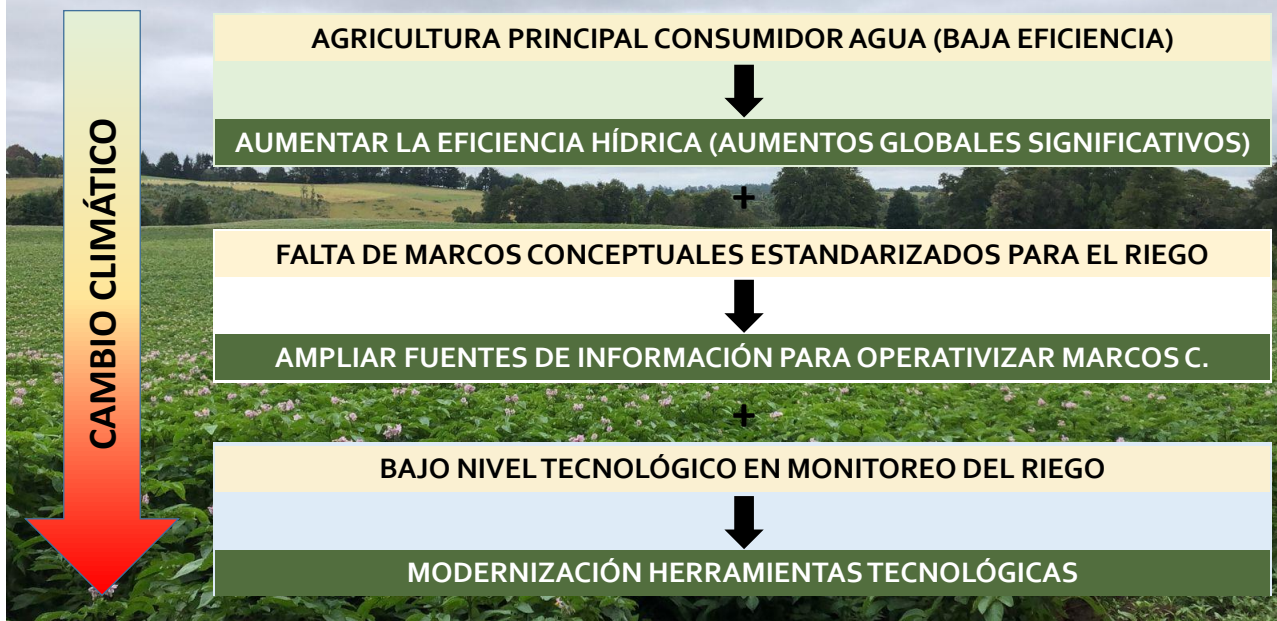 CAMBIO CLIMÁTICO
AGRICULTURA PRINCIPAL CONSUMIDOR AGUA (BAJA EFICIENCIA)
AUMENTAR LA EFICIENCIA HÍDRICA (AUMENTOS GLOBALES SIGNIFICATIVOS)
+
FALTA DE MARCOS CONCEPTUALES ESTANDARIZADOS PARA EL RIEGO
AMPLIAR FUENTES DE INFORMACIÓN PARA OPERATIVIZAR MARCOS C.
+
BAJO NIVEL TECNOLÓGICO EN MONITOREO DEL RIEGO
MODERNIZACIÓN HERRAMIENTAS TECNOLÓGICAS